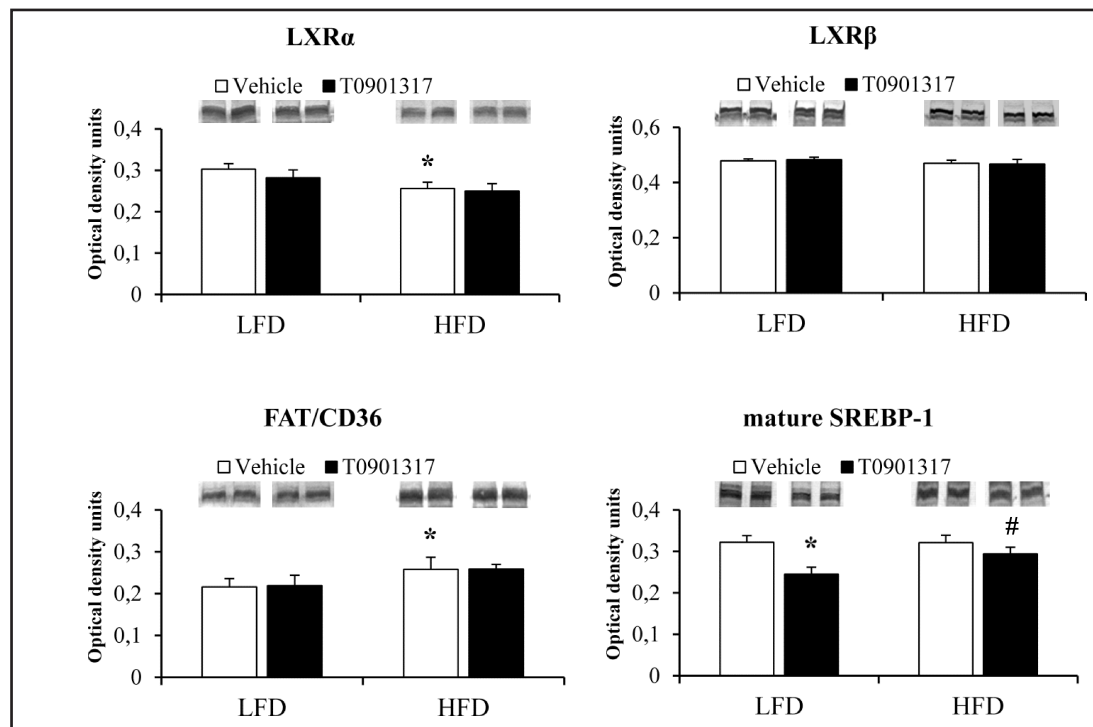 LXRα
□ Vehicle ■ T0901317
Optical density units
0,4
0,3
0,2
0,1
0
*
LFD
HFD
LXRβ
□ Vehicle ■ T0901317
Optical density units
0,6
0,4
0,2
0
LFD
HFD
FAT/CD36
□ Vehicle ■ T0901317
Optical density units
0,4
0,3
0,2
0,1
0
*
LFD
HFD
mature SREBP-1
□ Vehicle ■ T0901317
Optical density units
0,4
0,3
0,2
0,1
0
*
#
LFD
HFD